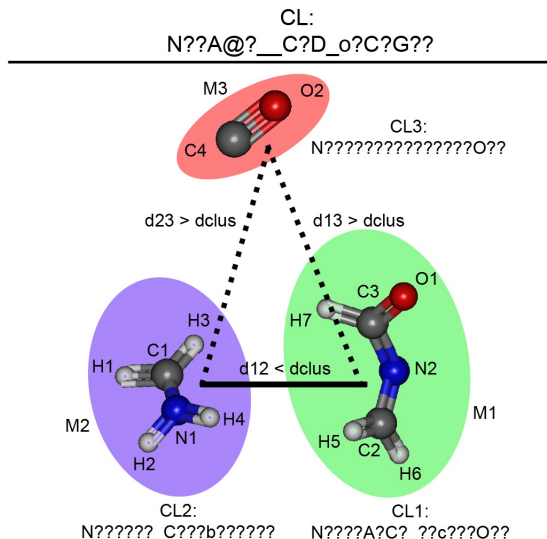 CL:
N??A@?__C?D_o?C?G??
M3
O2
C4
CL3:
N???????????????O??
d23 > dclus
d13 > dclus
O1
C3
H7
H3
C1
H1
d12 < dclus
N2
M2
N1
H4
H2
H5
C2
H6
M1
CL2:
N?????? C???b??????
CL1:
N????A?C? ??c???O??